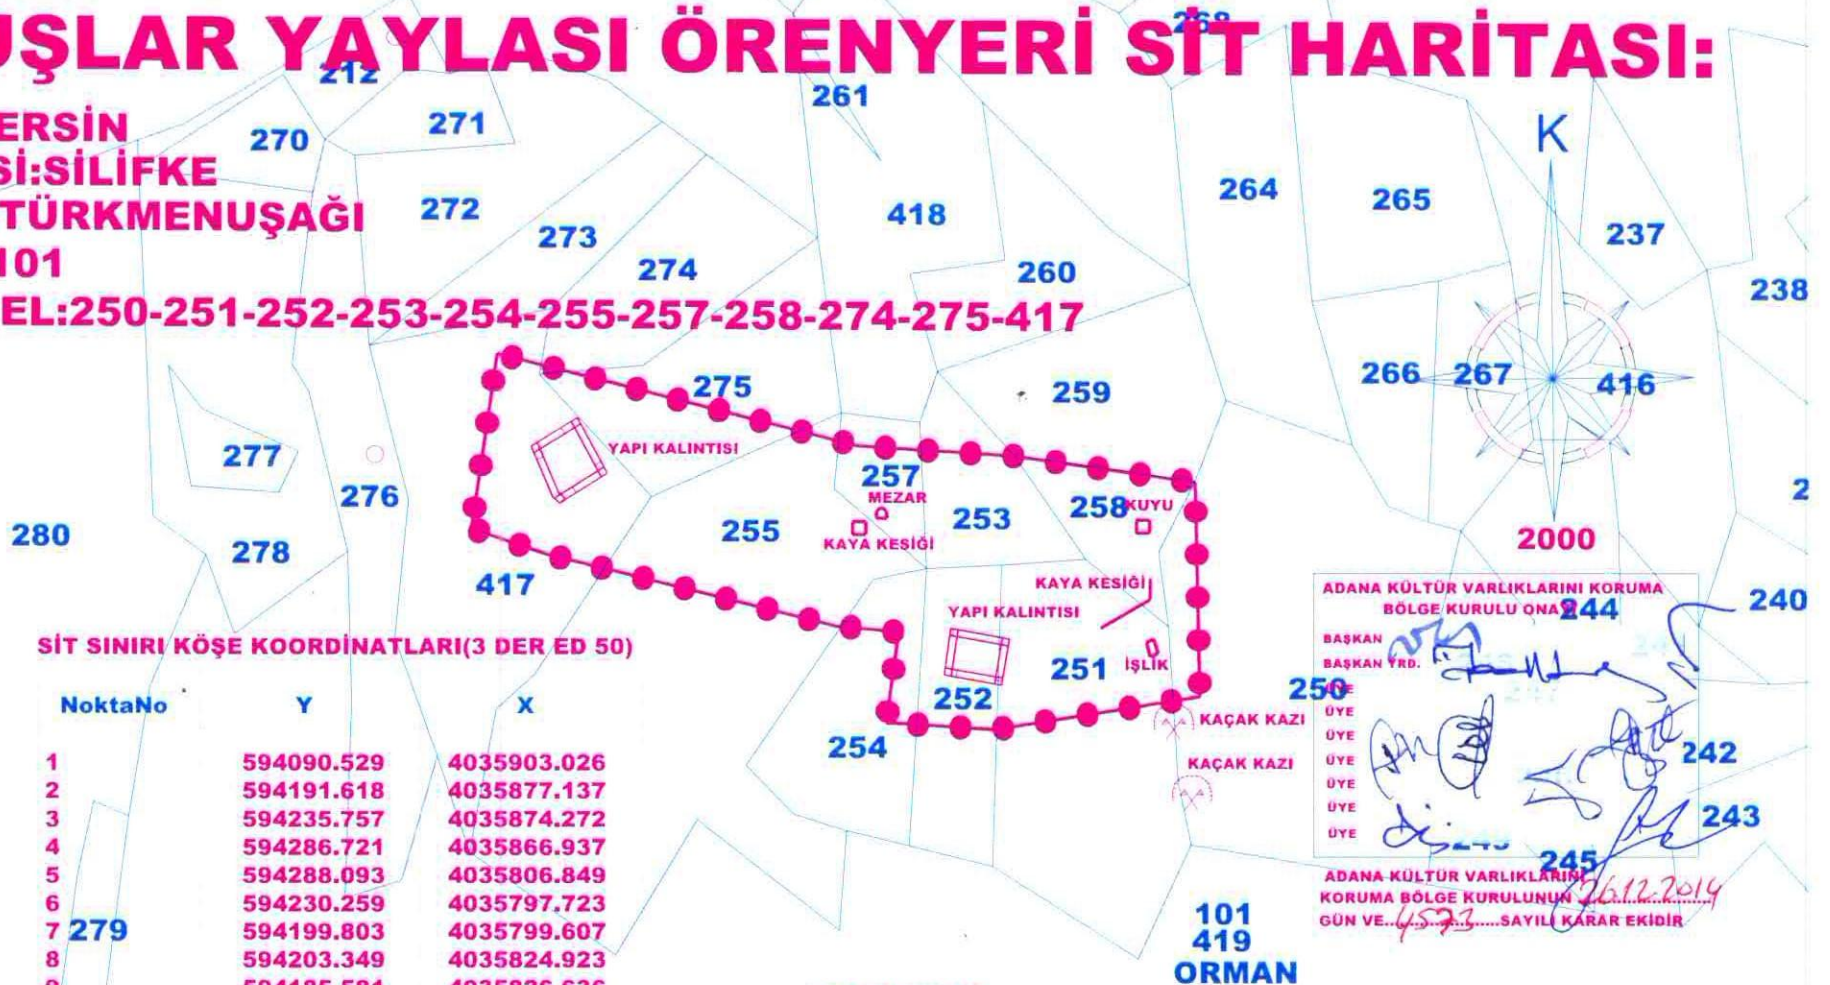 UŞLAR YAYLASI ÖRENYERİ SİT HARİTASI:
268
212
261
ERSİN
270
271
K
Sİ:SİLİFKE
264
265
TÜRKMENUŞAĞI
272
418
273
237
101
274
260
238
EL:250-251-252-253-254-255-257-258-274-275-417
275
259
266
267
416
277
YAPI KALINTISI
276
257
MEZAR
258
KUYU
2
280
278
255
KAYA KESİĞİ
253
2000
417
KAYA KESİĞİ
YAPI KALINTISI
ADANA KÜLTÜR VARLIKLARINI KORUMA
BÖLGE KURULU ONAY
244
240
SİT SINIRI KÖŞE KOORDİNATLARI(3 DER ED 50)
BAŞKAN
BAŞKAN YRD.
251
İŞLİK
250
252
ÜYE
ÜYE
ÜYE
ÜYE
ÜYE
ÜYE
ÜYE
NoktaNo Y X
KAÇAK KAZI
254
242
KAÇAK KAZI
243
1 594090.529 4035903.026
2 594191.618 4035877.137
3 594235.757 4035874.272
4 594286.721 4035866.937
5 594288.093 4035806.849
6 594230.259 4035797.723
7 594199.803 4035799.607
8 594203.349 4035824.923
279
245
ADANA KÜLTÜR VARLIKLARINI
KORUMA BÖLGE KURULUNUN 26.12.2014
GÜN VE..4573.....SAYILI KARAR EKİDİR
101
419
ORMAN